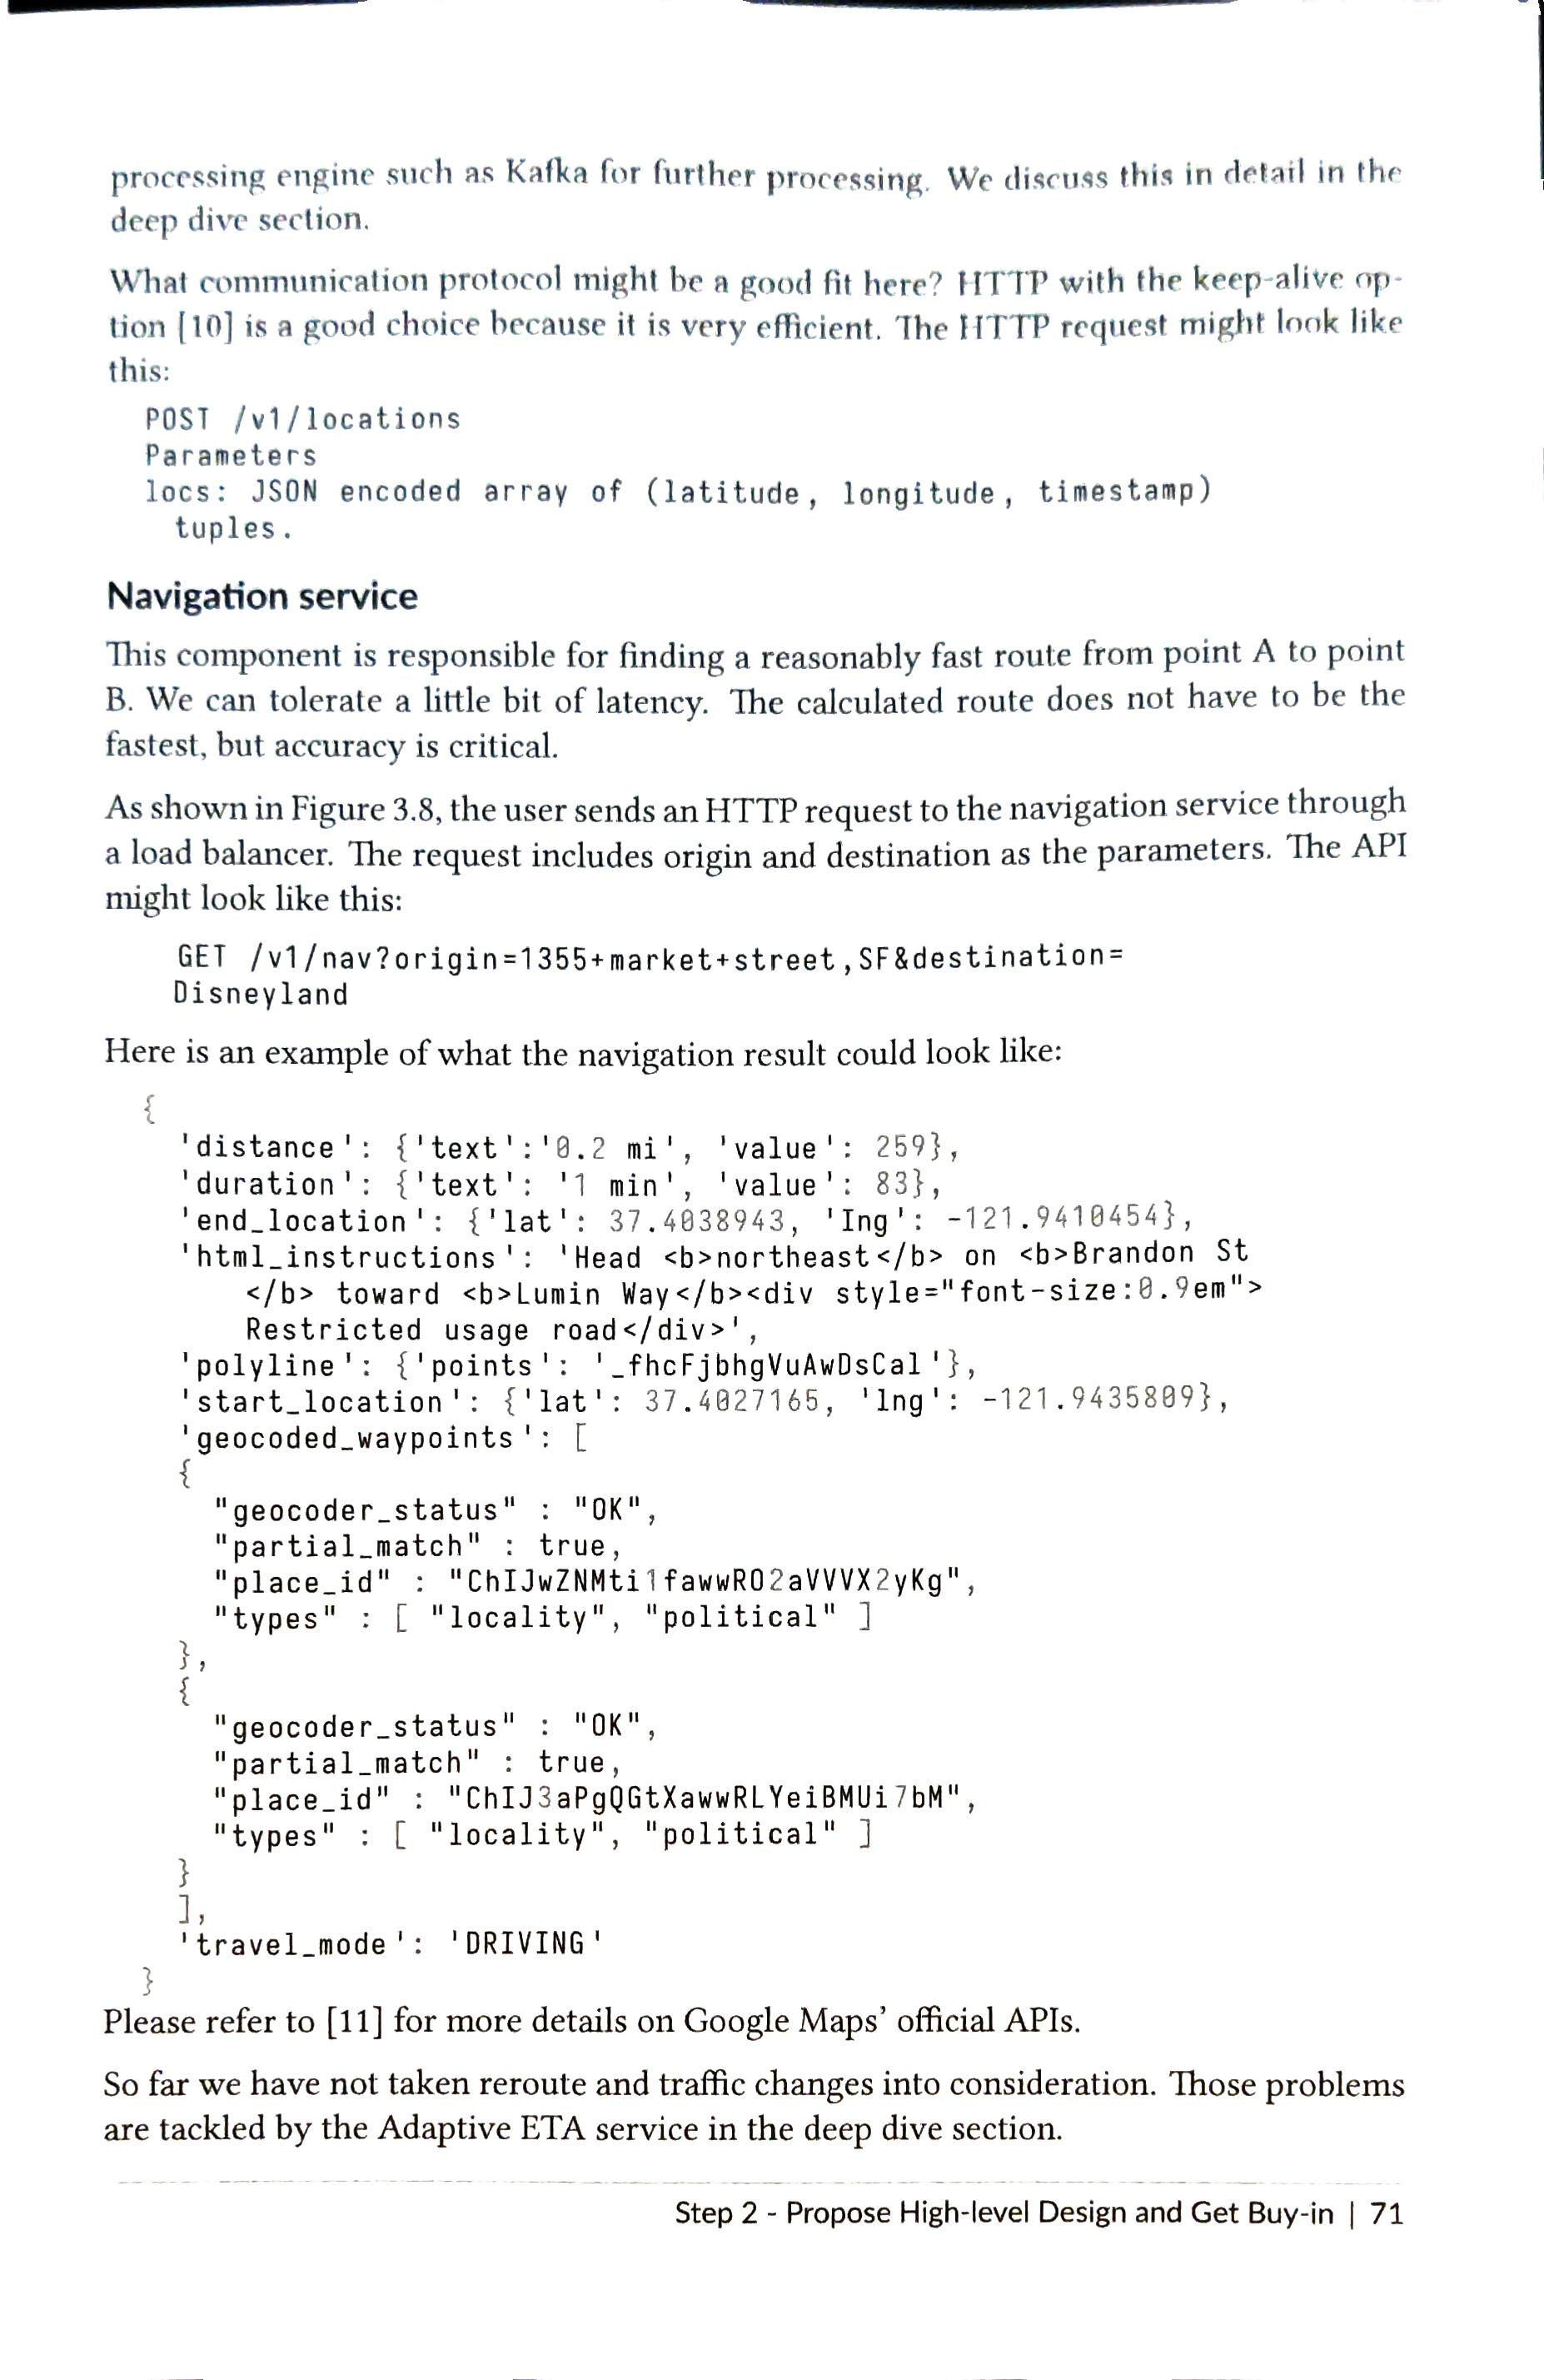 processing engine such as Kafka for further processing. We discuss this in detail in the
deep dive section.
What communication protocol might be a good fit here? HTTP with the keep-alive op-
tion [10] is a good choice because it is very efficient. The HTTP request might look like
this:
POST /v1/locations
Parameters
locs: JSON encoded array of (latitude, longitude, timestamp)
tuples.
Navigation service
This component is responsible for finding a reasonably fast route from point A to point
B. We can tolerate a little bit of latency. The calculated route does not have to be the
fastest, but accuracy is critical.
As shown in Figure 3.8, the user sends an HTTP request to the navigation service through
a load balancer. The request includes origin and destination as the parameters. The API
might look like this:
GET /v1/nav?origin=1355+market+street,SF&destination=
Disneyland
Here is an example of what the navigation result could look like:
{
'distance': {'text':'0.2 mi', 'value': 259},
'duration': {'text': '1 min', 'value': 83},
'end_location': {'lat': 37.4038943, 'Ing': -121.9410454},
'html_instructions': 'Head <b>northeast</b> on <b>Brandon St
</b> toward <b>Lumin Way</b><div style="font-size:0.9em">
Restricted usage road</div>',
'polyline': {'points': '_fhcFjbhgVuAwDsCal'},
'start_location': {'lat': 37.4027165, 'lng': -121.9435809},
'geocoded_waypoints': [
{
"geocoder_status" : "OK",
"partial_match" : true,
"place_id" : "ChIJwZNMti1fawwRO2aVVVX2yKg",
"types" : [ "locality", "political" ]
},
{
"geocoder_status" : "OK",
"partial_match" : true,
"place_id" : "ChIJ3aPgQGtXawwRLYeiBMUi7bM",
"types" : [ "locality", "political" ]
}
],
'travel_mode': 'DRIVING'
}
Please refer to [11] for more details on Google Maps' official APIs.
So far we have not taken reroute and traffic changes into consideration. Those problems
are tackled by the Adaptive ETA service in the deep dive section.
Step 2 - Propose High-level Design and Get Buy-in | 71